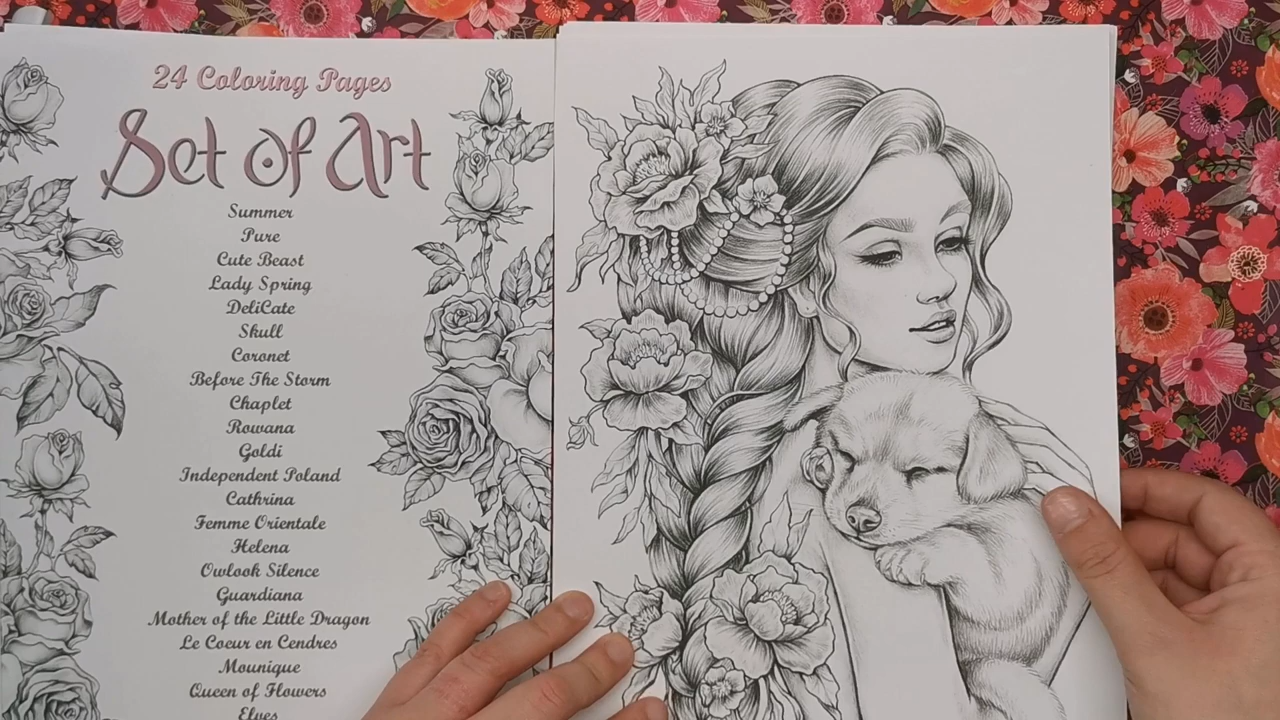 24 Coloring Pages
Set of Art
Summer
Pure
Cute Beast
Lady Spring
DeliCate
Skull
Coronet
Before The Storm
Chaplet
Rowana
Goldi
Independent Poland
Cathrina
Femme Orientale
Helena
Owlook Silence
Guardiana
Mother of the Little Dragon
Le Coeur en Cendres
Mounique
Queen of Flowers
Elves